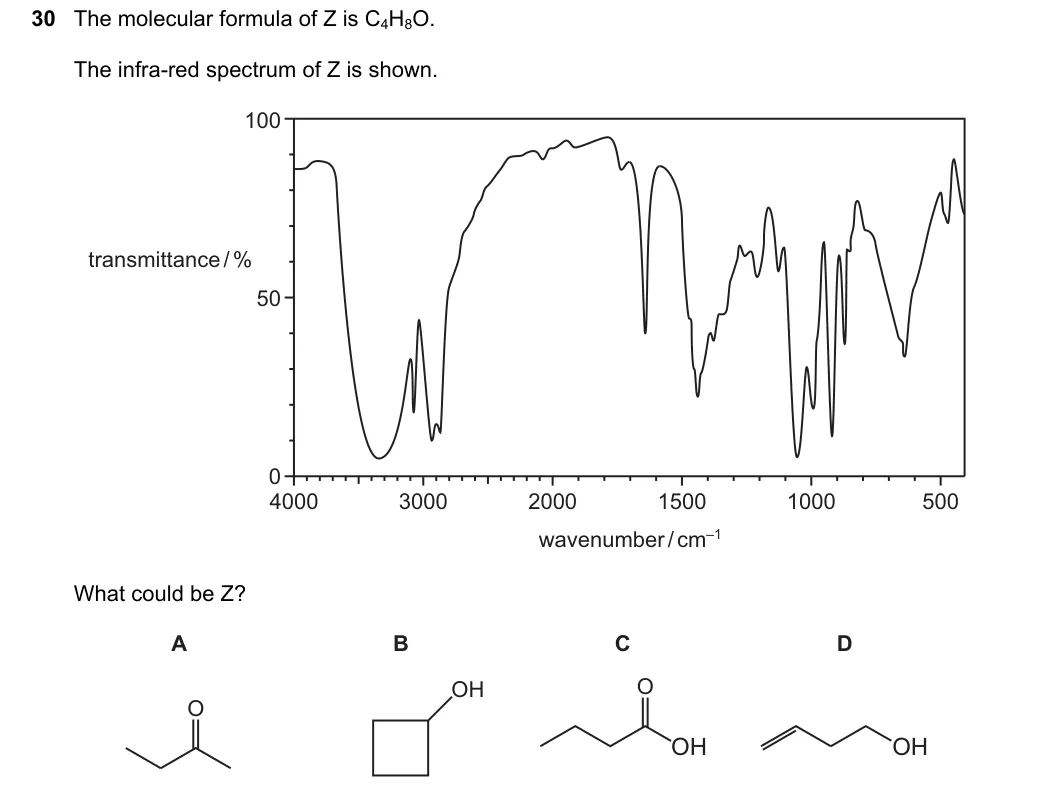 30 The molecular formula of Z is C₄H₈O.
The infra-red spectrum of Z is shown.
100
transmittance / %
50
0
4000 3000 2000 1500 1000 500
wavenumber / cm⁻¹
What could be Z?
A B C D
O OH O OH OH